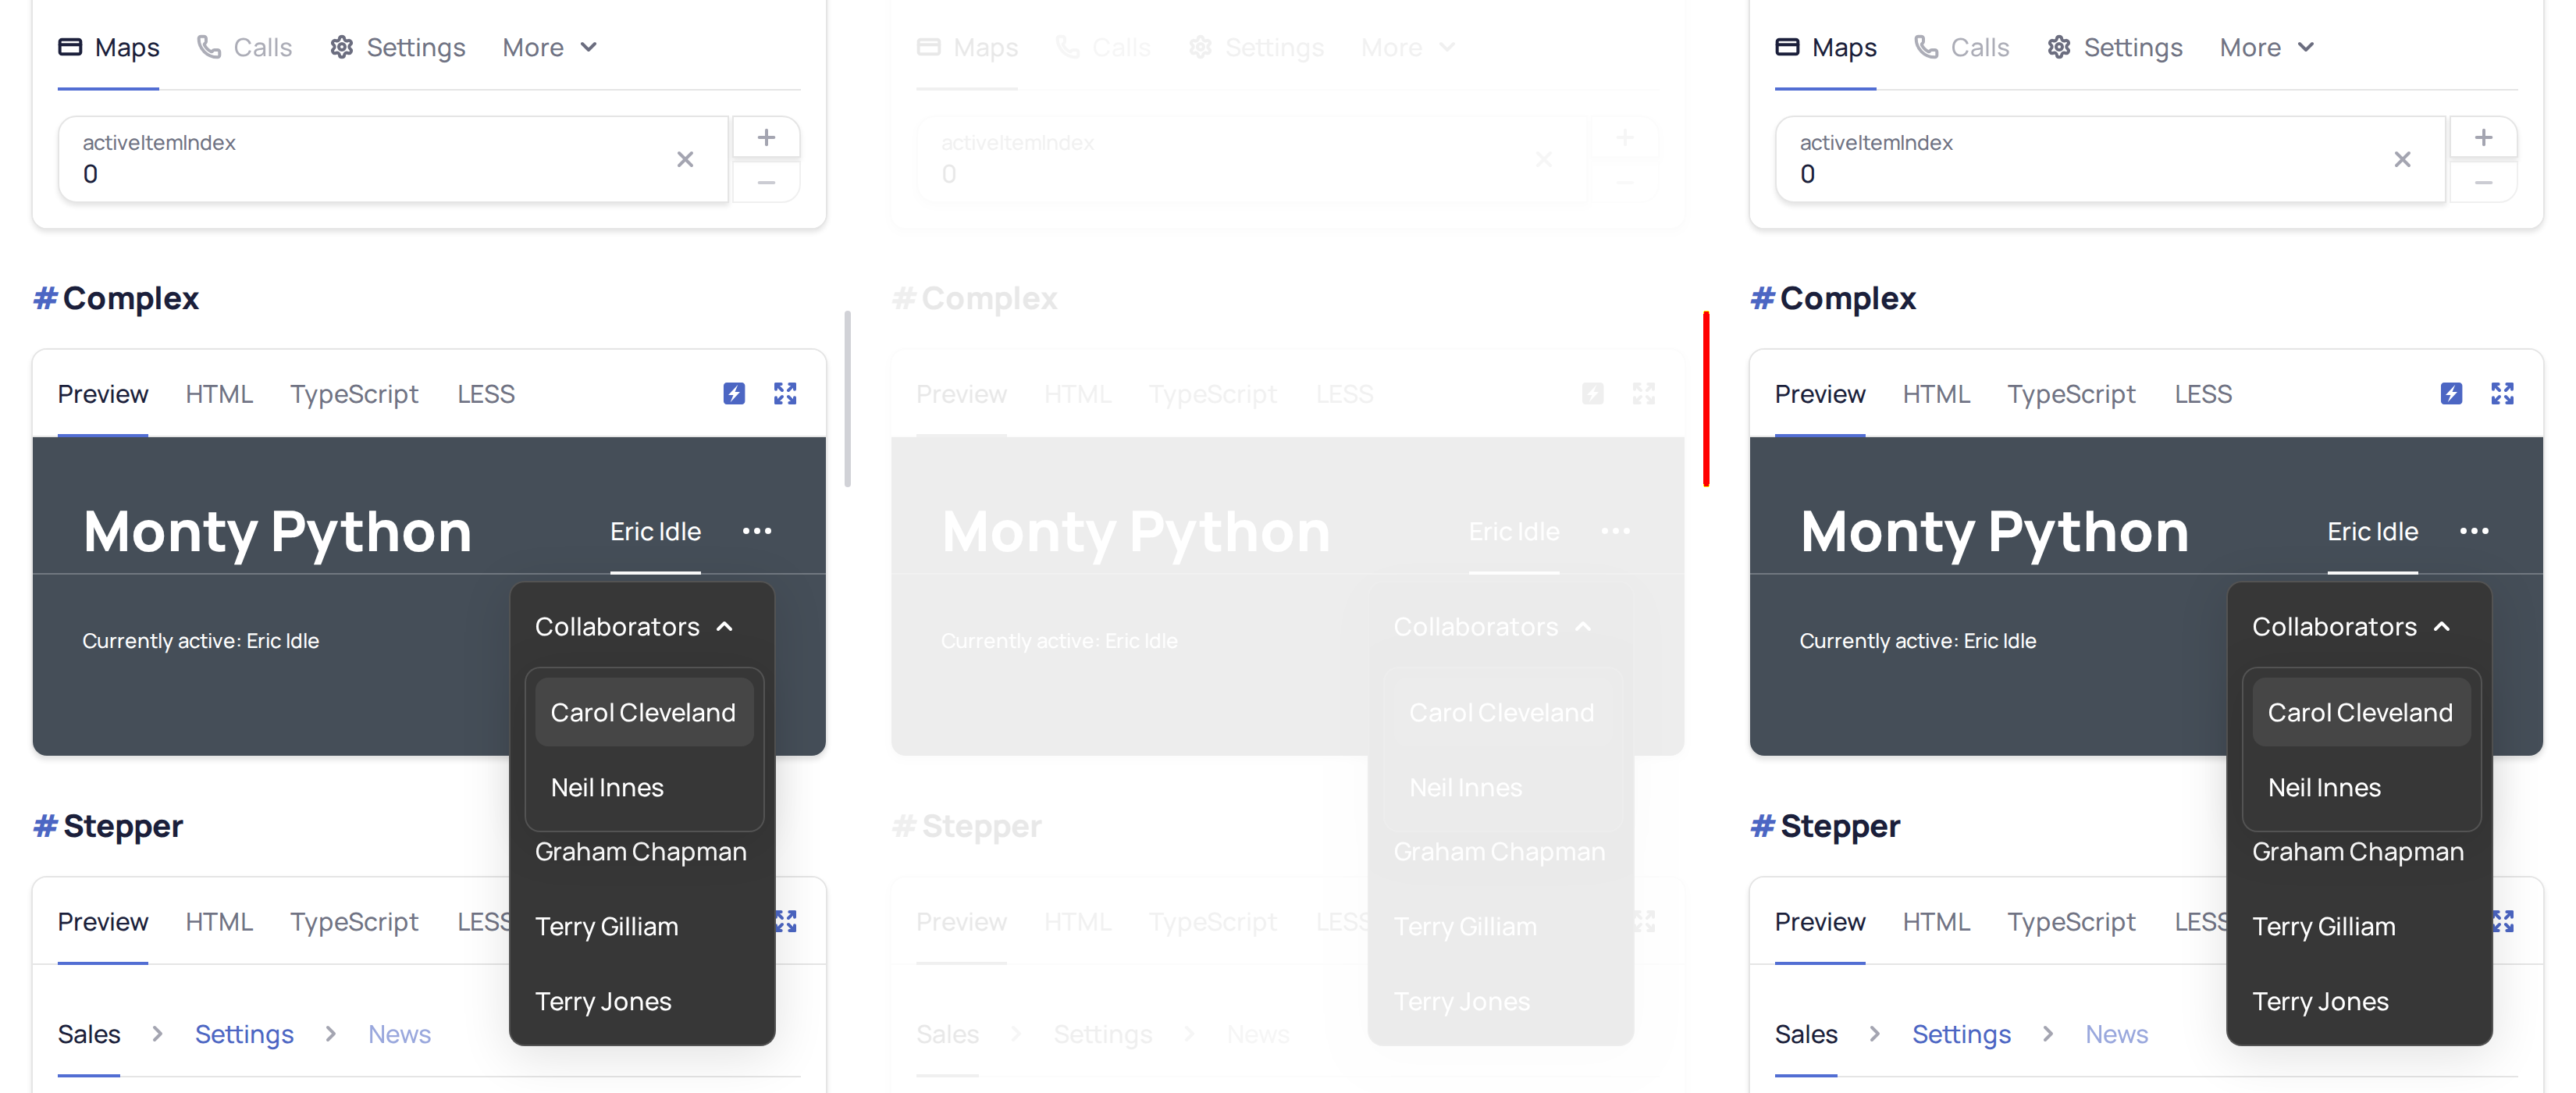 Maps Calls Settings More
activeItemIndex
0
# Complex
Preview HTML TypeScript LESS
Monty Python Eric Idle
Collaborators
Currently active: Eric Idle
Carol Cleveland
Neil Innes
# Stepper
Graham Chapman
Preview HTML TypeScript LESS
Terry Gilliam
Terry Jones
Sales Settings News
Maps Calls Settings More
activeItemIndex
0
# Complex
Preview HTML TypeScript LESS
Monty Python Eric Idle
Collaborators
Currently active: Eric Idle
Carol Cleveland
Neil Innes
# Stepper
Graham Chapman
Preview HTML TypeScript LESS
Terry Gilliam
Terry Jones
Sales Settings News
Maps Calls Settings More
activeItemIndex
0
# Complex
Preview HTML TypeScript LESS
Monty Python Eric Idle
Collaborators
Currently active: Eric Idle
Carol Cleveland
Neil Innes
# Stepper
Graham Chapman
Preview HTML TypeScript LESS
Terry Gilliam
Terry Jones
Sales Settings News